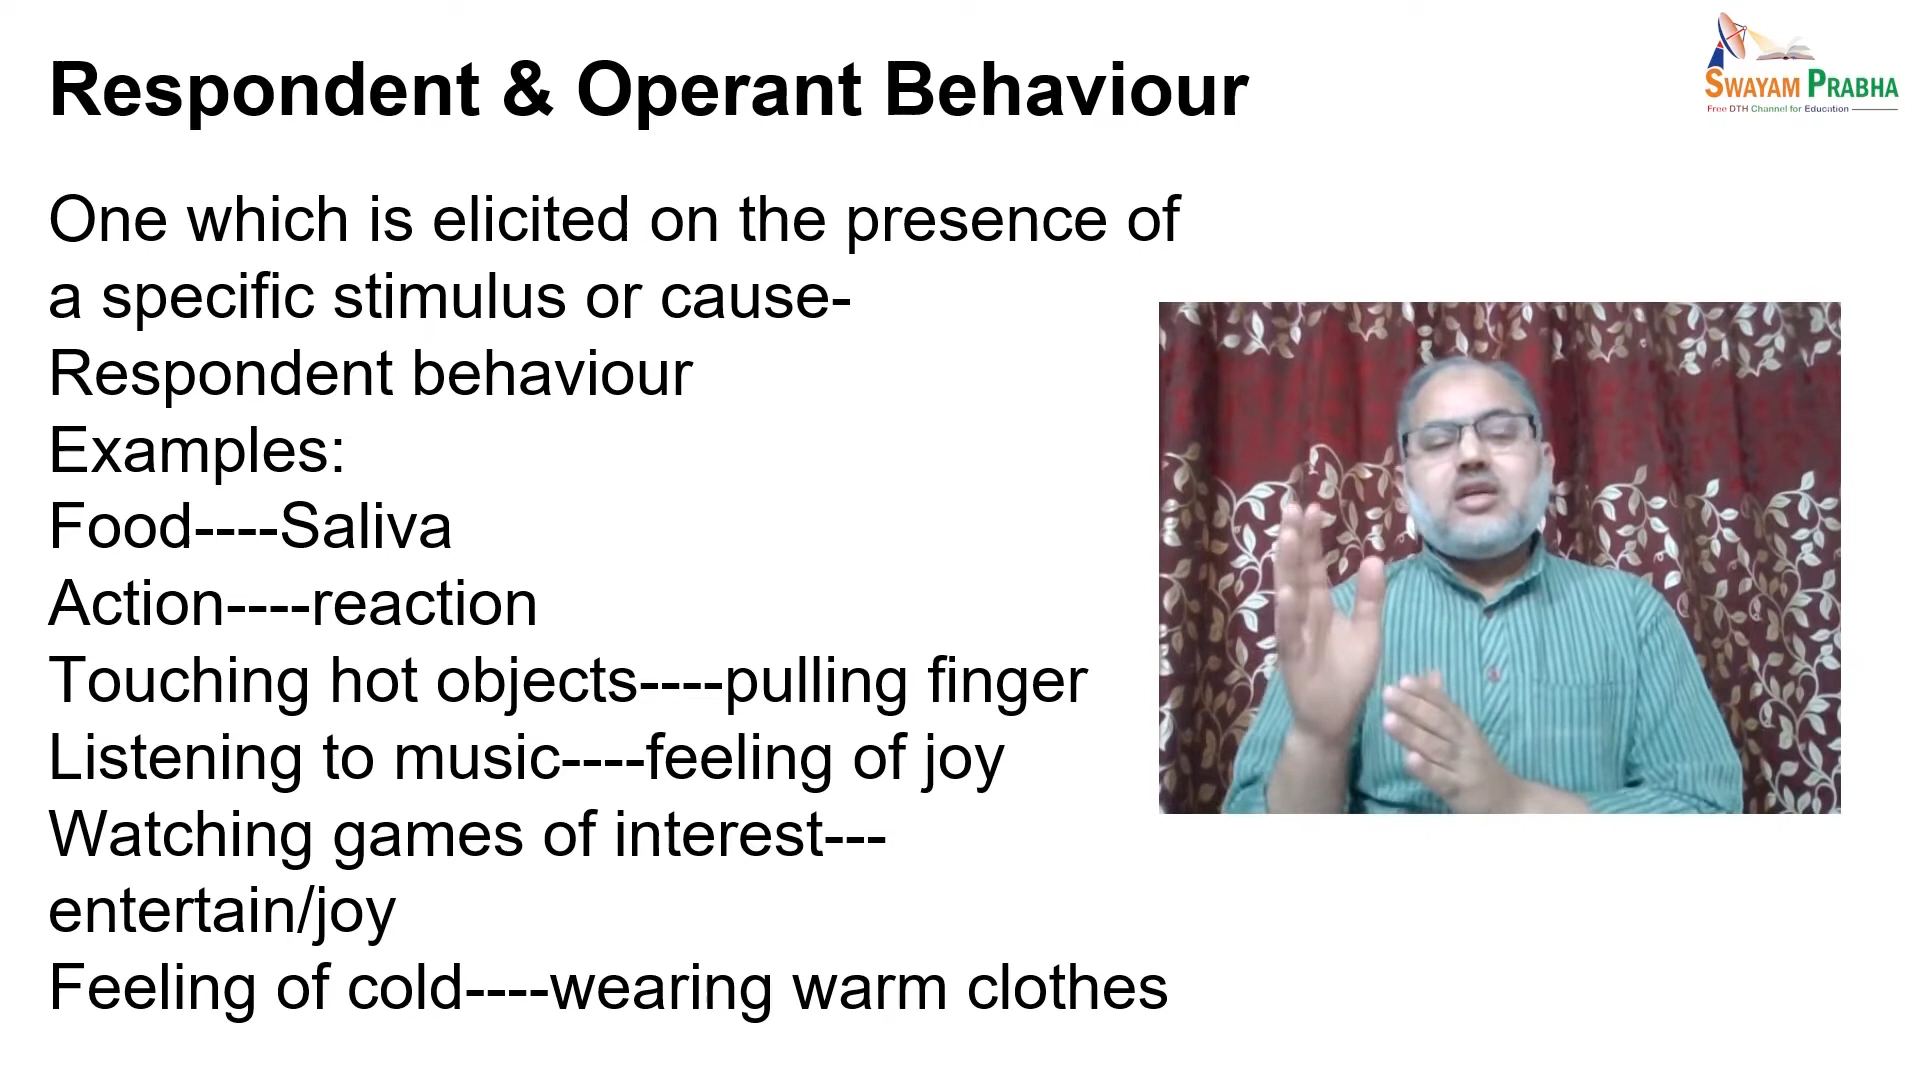 Respondent & Operant Behaviour
SWAYAM PRABHA
Free DTH Channel for Education
One which is elicited on the presence of
a specific stimulus or cause-
Respondent behaviour
Examples:
Food----Saliva
Action----reaction
Touching hot objects----pulling finger
Listening to music----feeling of joy
Watching games of interest---
entertain/joy
Feeling of cold----wearing warm clothes